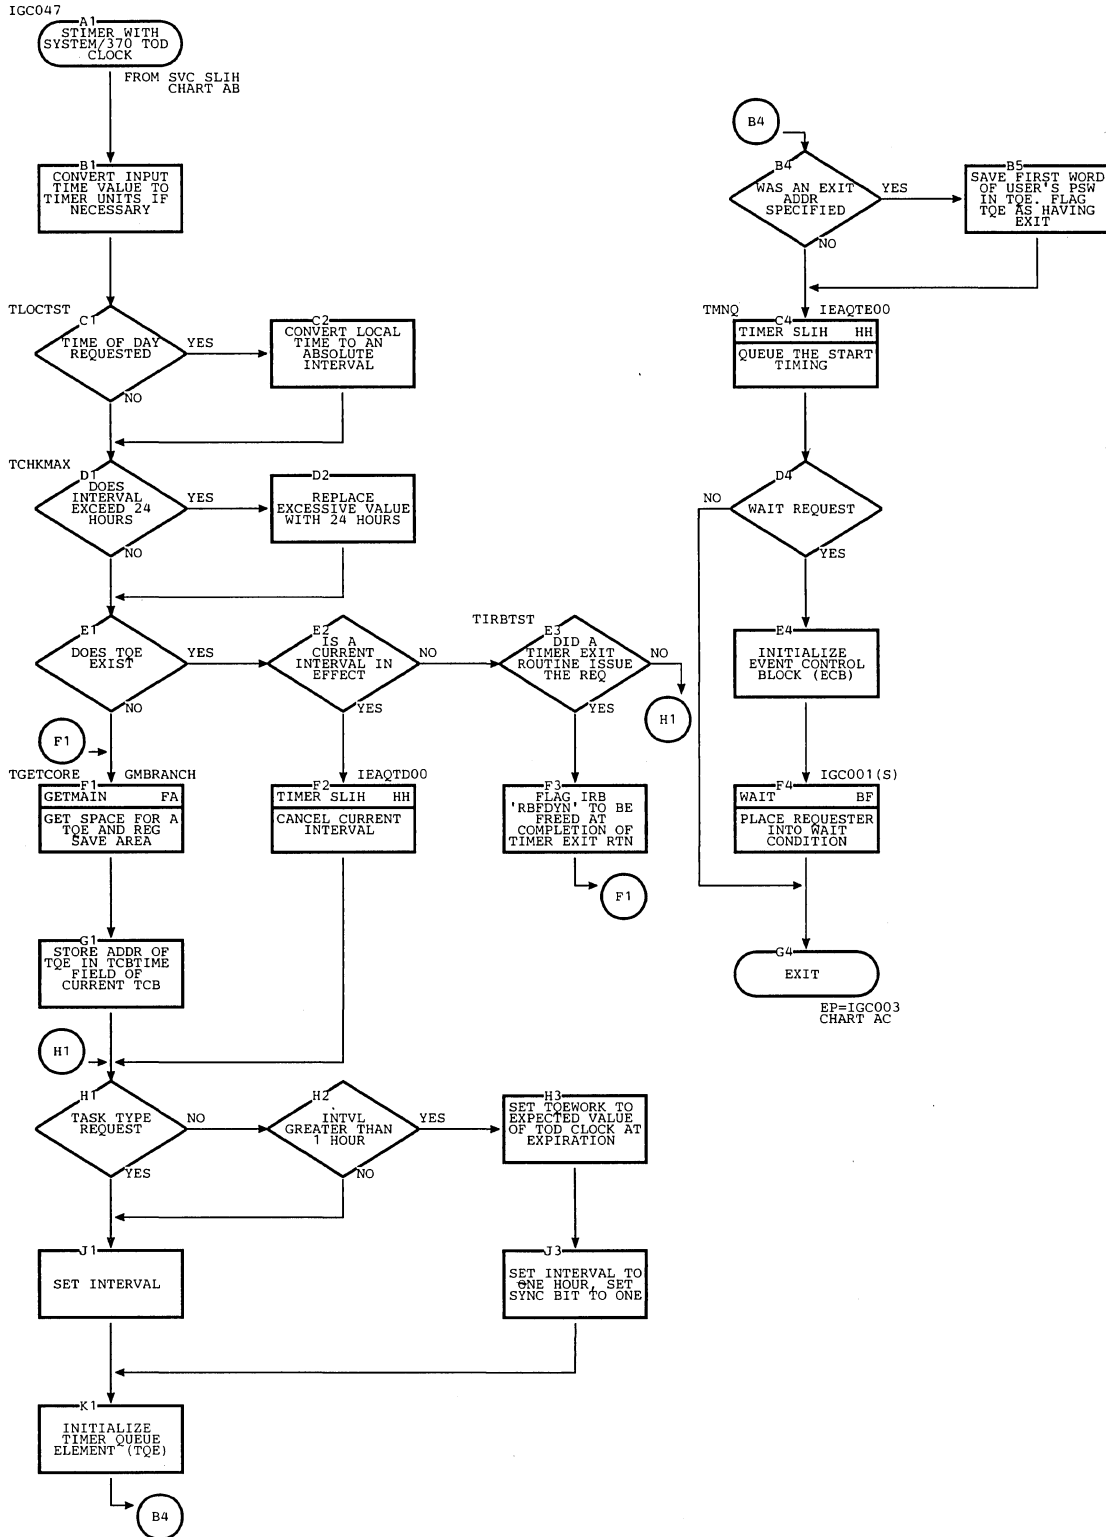 IGC047
A1
STIMER WITH
SYSTEM/370 TOD
CLOCK
FROM SVC SLIH
CHART AB
B1
CONVERT INPUT
TIME VALUE TO
TIMER UNITS IF
NECESSARY
TLOCTST
C1
TIME OF DAY
REQUESTED
YES
NO
C2
CONVERT LOCAL
TIME TO AN
ABSOLUTE
INTERVAL
TCHKMAX
D1
DOES
INTERVAL
EXCEED 24
HOURS
YES
NO
D2
REPLACE
EXCESSIVE VALUE
WITH 24 HOURS
E1
DOES TQE
EXIST
YES
NO
E2
IS A
CURRENT
INTERVAL IN
EFFECT
NO
YES
TIRBTST
E3
DID A
TIMER EXIT
ROUTINE ISSUE
THE REQ
NO
YES
H1
F1
TGETCORE
GMBRANCH
F1
GETMAIN FA
GET SPACE FOR A
TQE AND REG
SAVE AREA
IEAQTD00
F2
TIMER SLIH HH
CANCEL CURRENT
INTERVAL
F3
FLAG IRB
'RBFDYN' TO BE
FREED AT
COMPLETION OF
TIMER EXIT RTN
F1
G1
STORE ADDR OF
TQE IN TCBTIME
FIELD OF
CURRENT TCB
H1
H1
TASK TYPE
REQUEST
NO
YES
H2
INTVL
GREATER THAN
1 HOUR
YES
NO
H3
SET TQEWORK TO
EXPECTED VALUE
OF TOD CLOCK AT
EXPIRATION
J1
SET INTERVAL
J3
SET INTERVAL TO
ONE HOUR, SET
SYNC BIT TO ONE
K1
INITIALIZE
TIMER QUEUE
ELEMENT (TQE)
B4
B4
B4
WAS AN EXIT
ADDR
SPECIFIED
YES
NO
B5
SAVE FIRST WORD
OF USER'S PSW
IN TQE. FLAG
TQE AS HAVING
EXIT
TMNQ
IEAQTE00
C4
TIMER SLIH HH
QUEUE THE START
TIMING
D4
WAIT REQUEST
NO
YES
E4
INITIALIZE
EVENT CONTROL
BLOCK (ECB)
IGC001(S)
F4
WAIT BF
PLACE REQUESTER
INTO WAIT
CONDITION
G4
EXIT
EP=IGC003
CHART AC